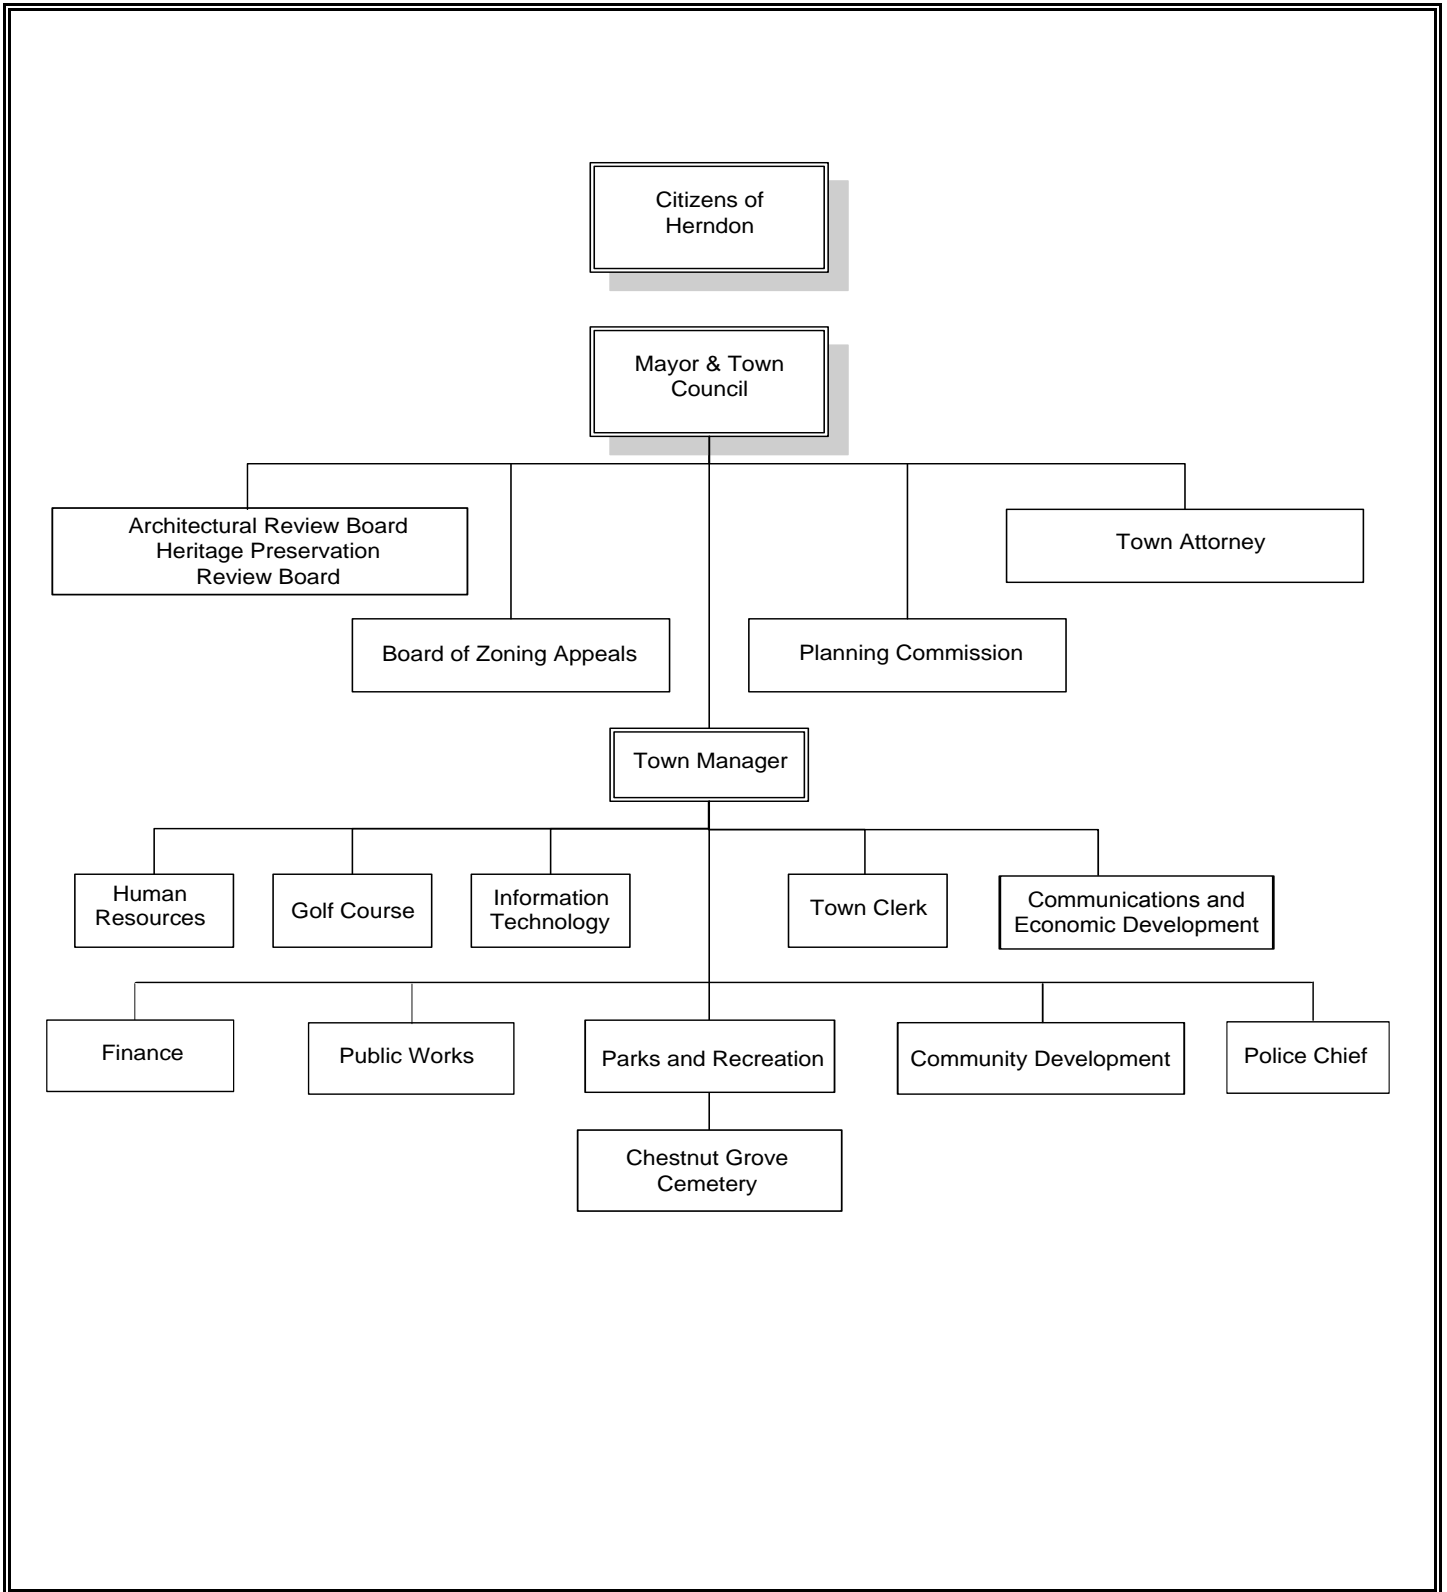 Citizens of
Herndon
Mayor & Town
Council
Architectural Review Board
Heritage Preservation
Review Board
Town Attorney
Board of Zoning Appeals
Planning Commission
Town Manager
Human
Resources
Golf Course
Information
Technology
Town Clerk
Communications and
Economic Development
Finance
Public Works
Parks and Recreation
Community Development
Police Chief
Chestnut Grove
Cemetery